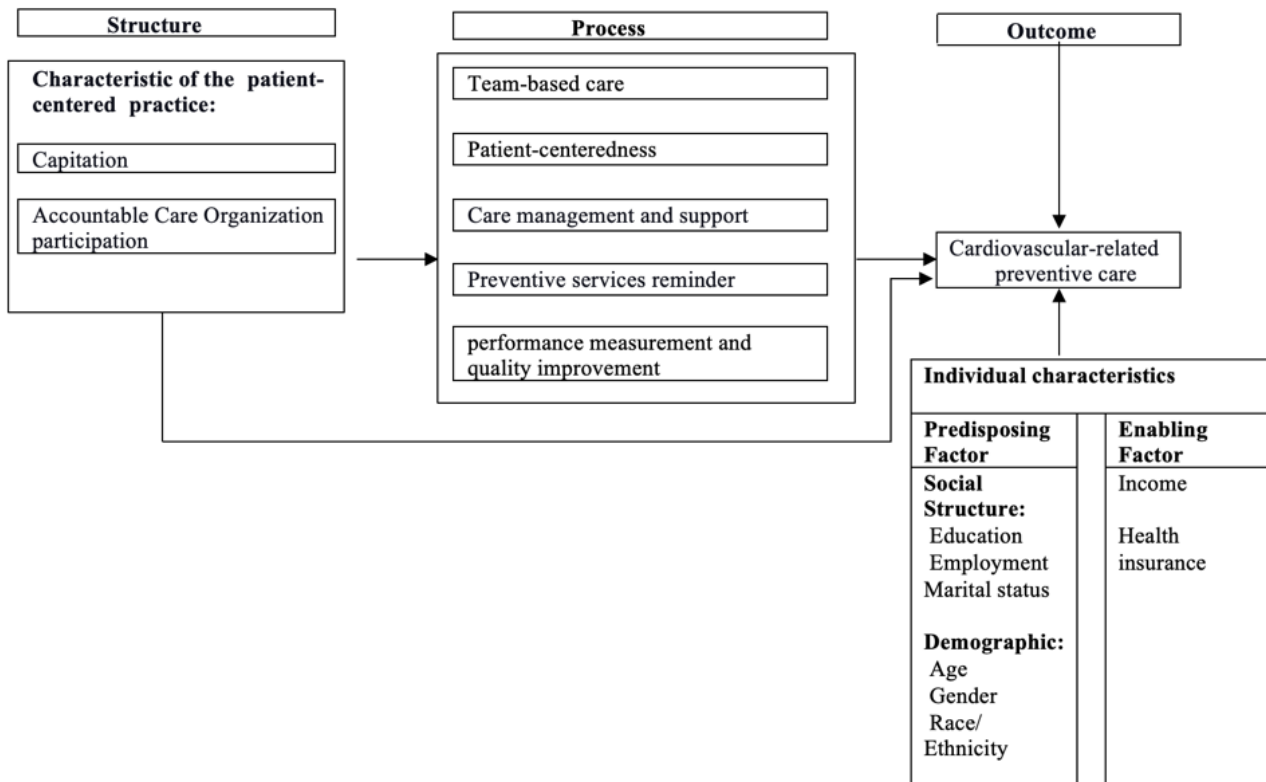 Structure
Characteristic of the patient-
centered practice:
Capitation
Accountable Care Organization
participation
Process
Team-based care
Patient-centeredness
Care management and support
Preventive services reminder
performance measurement and
quality improvement
Outcome
Cardiovascular-related
preventive care
Individual characteristics
Predisposing
Factor
Social
Structure:
Education
Employment
Marital status
Demographic:
Age
Gender
Race/
Ethnicity
Enabling
Factor
Income
Health
insurance